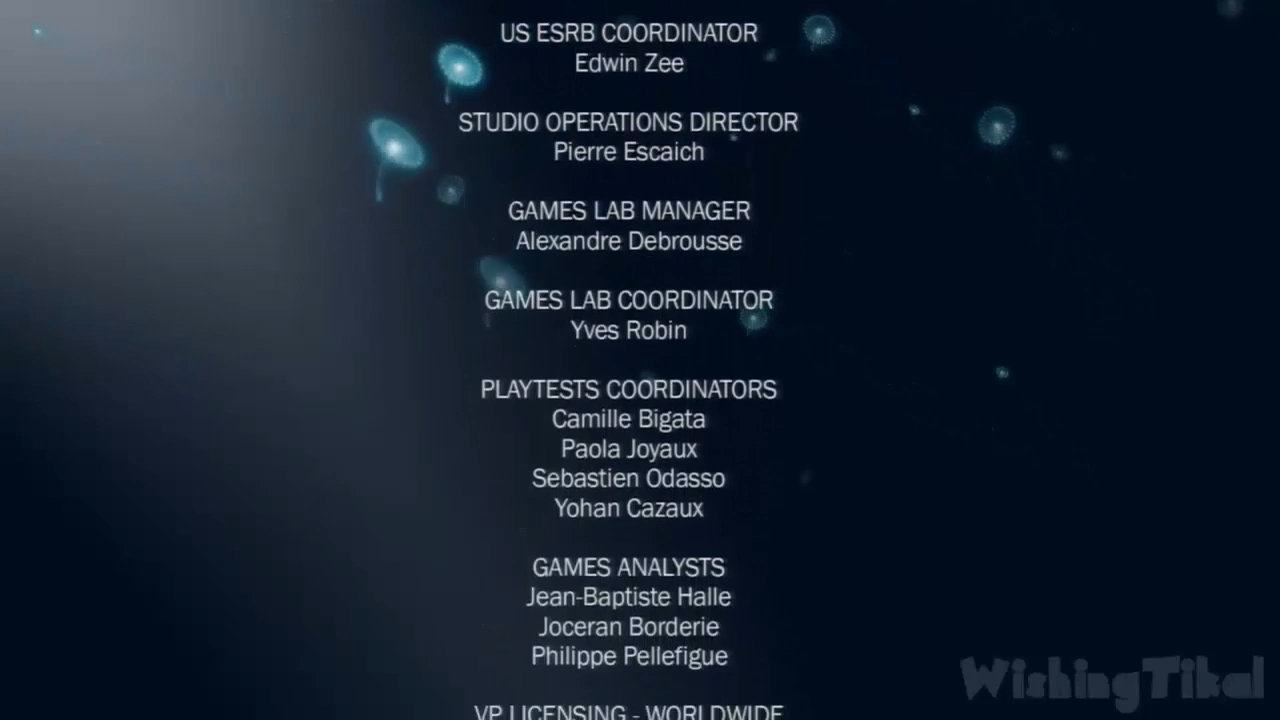 US ESRB COORDINATOR
Edwin Zee
STUDIO OPERATIONS DIRECTOR
Pierre Escaich
GAMES LAB MANAGER
Alexandre Debrousse
GAMES LAB COORDINATOR
Yves Robin
PLAYTESTS COORDINATORS
Camille Bigata
Paola Joyaux
Sebastien Odasso
Yohan Cazaux
GAMES ANALYSTS
Jean-Baptiste Halle
Joceran Borderie
Philippe Pellefigue
VP LICENSING - WORLDWIDE
WishingTikal